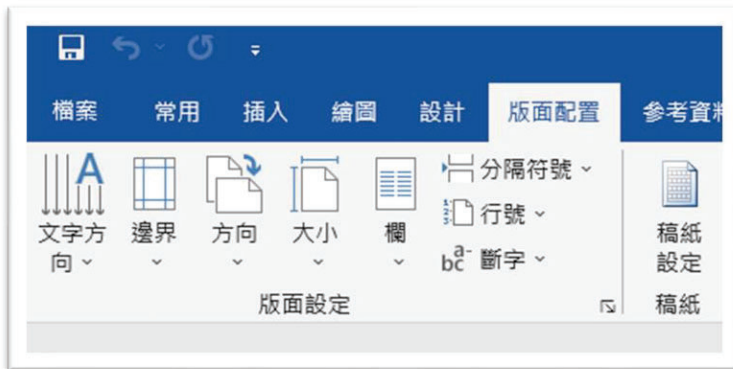 檔案 常用 插入 繪圖 設計 版面配置 參考資料
A
文字方向
邊界
方向
大小
欄
分隔符號
行號
bc a-
斷字
稿紙設定
版面設定
稿紙